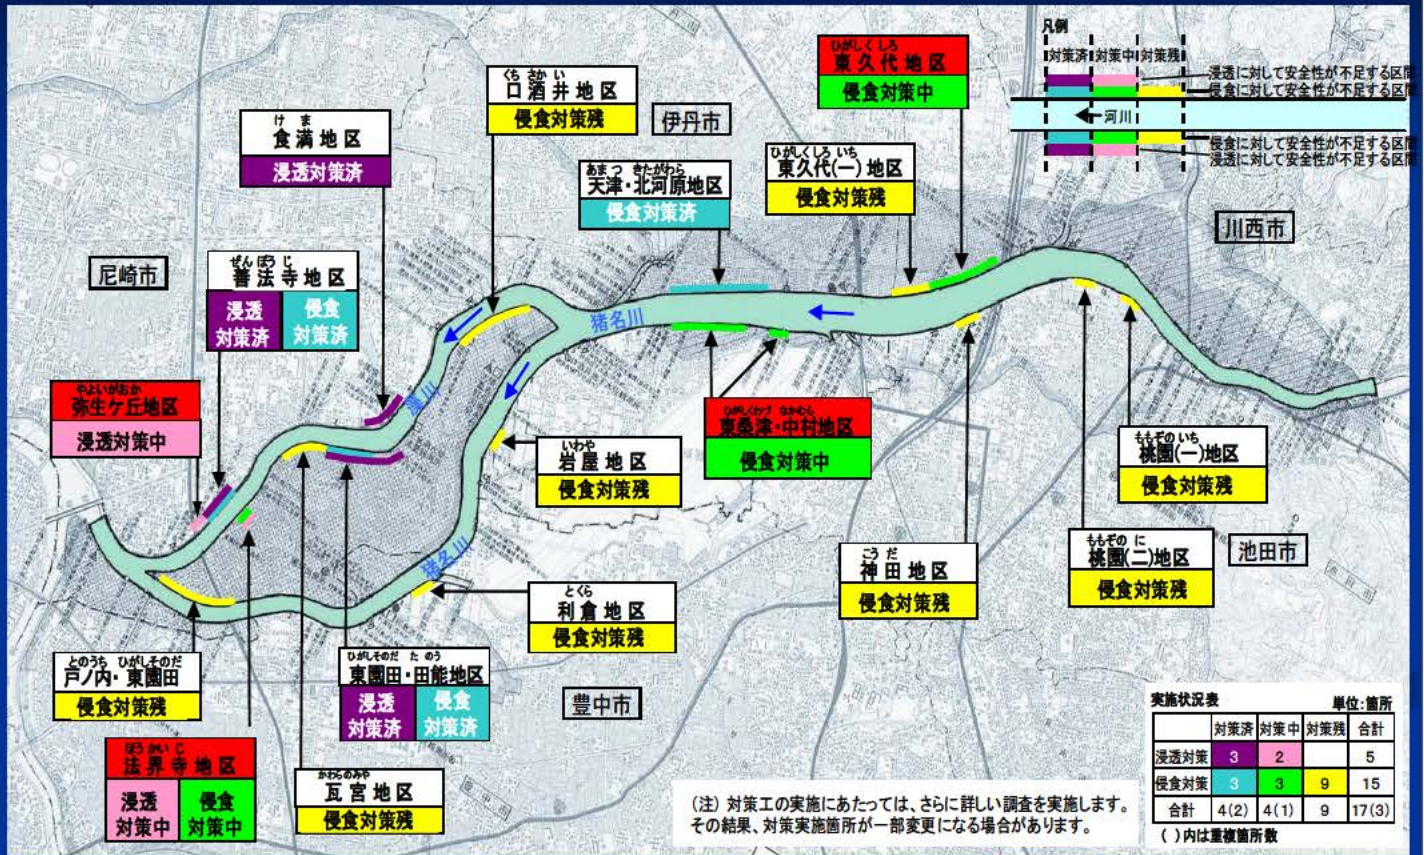 凡例
対策済 対策中 対策残
浸透に対して安全性が不足する区間
侵食に対して安全性が不足する区間
河川
侵食に対して安全性が不足する区間
浸透に対して安全性が不足する区間
ひがしくしろ
東久代地区
侵食対策中
くちさかい
口酒井地区
侵食対策残
伊丹市
けま
食満地区
浸透対策済
ひがしくしろいち
東久代(一)地区
侵食対策残
あまつ きたがわら
天津・北河原地区
侵食対策済
川西市
尼崎市
ぜんぽうじ
善法寺地区
浸透
対策済
侵食
対策済
猪名川
藻川
やよいがおか
弥生ケ丘地区
浸透対策中
ひがしくわづ なかむら
東桑津・中村地区
侵食対策中
いわや
岩屋地区
侵食対策残
ももぞのいち
桃園(一)地区
侵食対策残
ももぞのに
桃園(二)地区
侵食対策残
池田市
こうだ
神田地区
侵食対策残
猪名川
とくら
利倉地区
侵食対策残
とのうち ひがしそのだ
戸ノ内・東園田
侵食対策残
ひがしそのだ たのう
東園田・田能地区
浸透
対策済
侵食
対策済
豊中市
ほうかいじ
法界寺地区
浸透
対策中
侵食
対策中
かわらのみや
瓦宮地区
侵食対策残
(注) 対策工の実施にあたっては、さらに詳しい調査を実施します。
その結果、対策実施箇所が一部変更になる場合があります。
実施状況表 単位:箇所
対策済 対策中 対策残 合計
浸透対策 3 2 5
侵食対策 3 3 9 15
合計 4(2) 4(1) 9 17(3)
( )内は重複箇所数